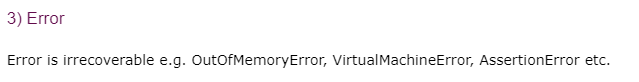 3) Error
Error is irrecoverable e.g. OutOfMemoryError, VirtualMachineError, AssertionError etc.